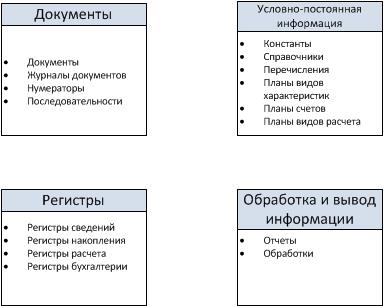 Документы
• Документы
• Журналы документов
• Нумераторы
• Последовательности
Условно-постоянная
информация
• Константы
• Справочники
• Перечисления
• Планы видов
характеристик
• Планы счетов
• Планы видов расчета
Регистры
• Регистры сведений
• Регистры накопления
• Регистры расчета
• Регистры бухгалтерии
Обработка и вывод
информации
• Отчеты
• Обработки